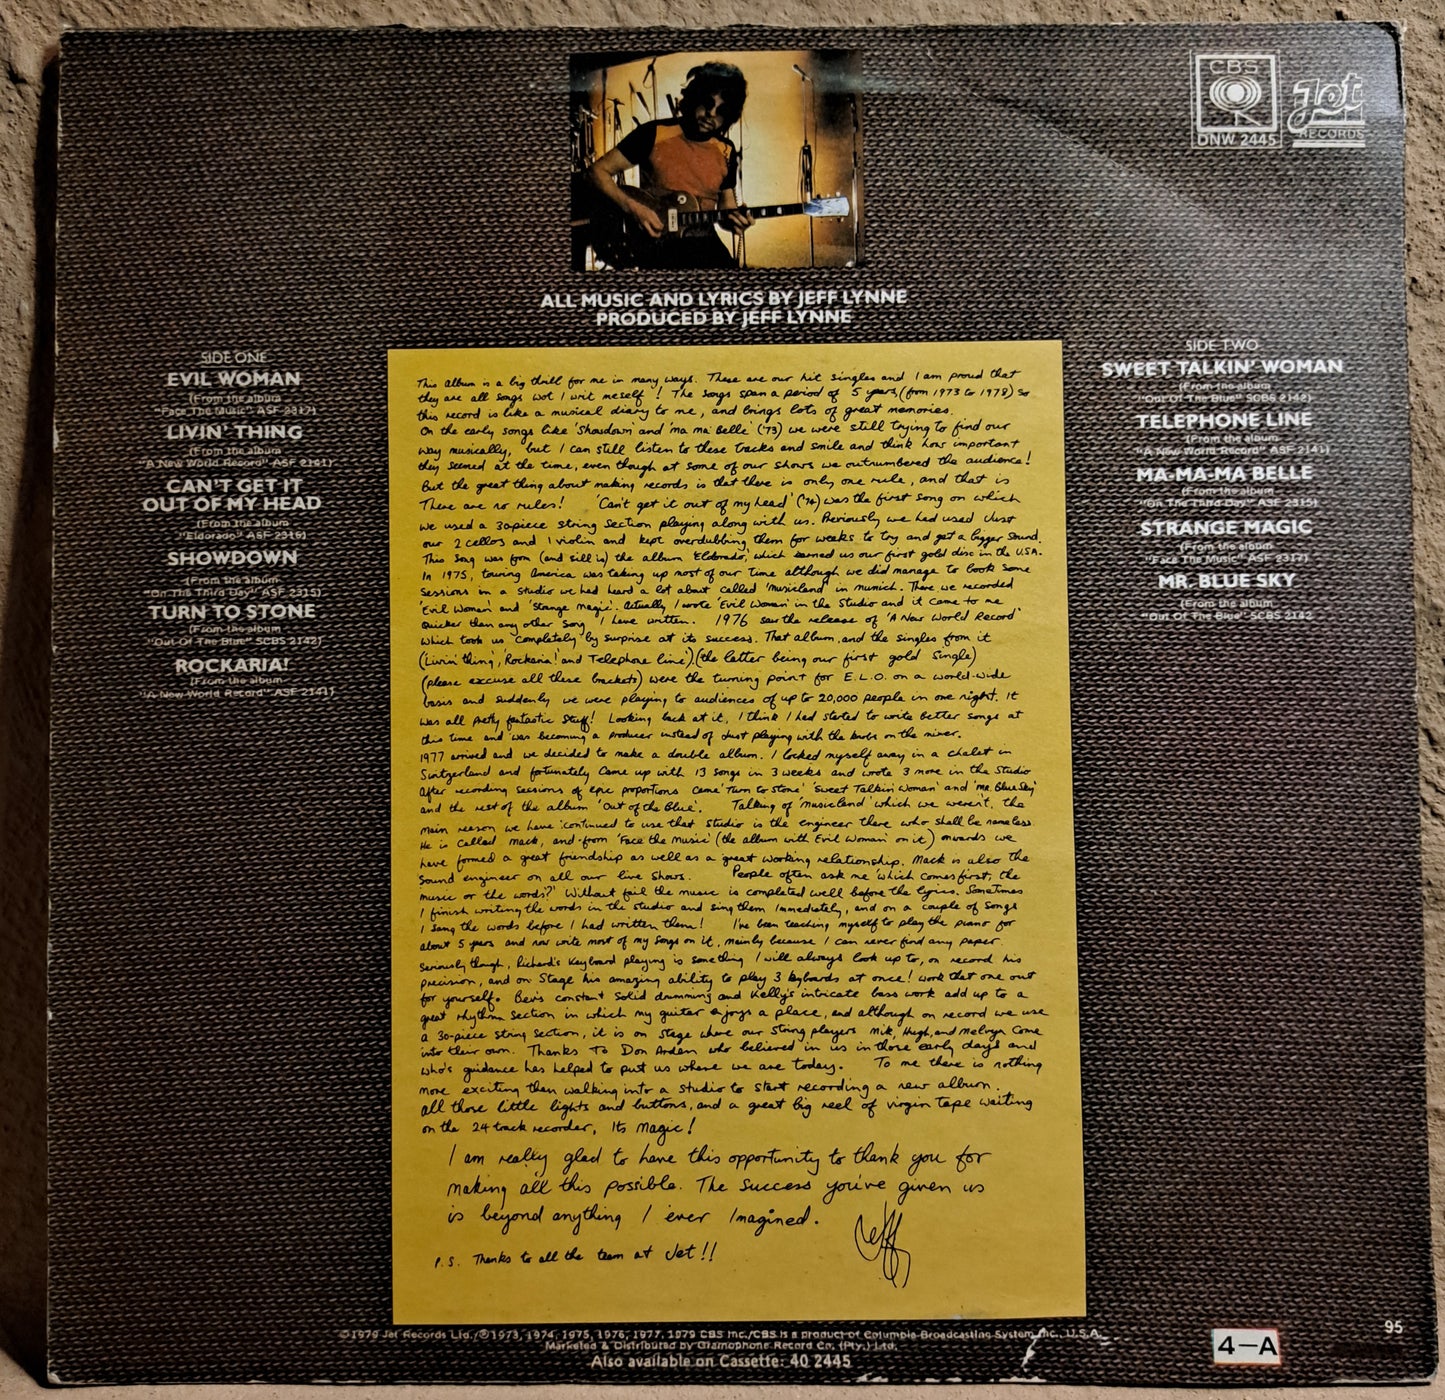 CBS
DNW 2445
Jet
RECORDS
ALL MUSIC AND LYRICS BY JEFF LYNNE
PRODUCED BY JEFF LYNNE
SIDE ONE
EVIL WOMAN
(From the album
"Face The Music" ASF 2317)
LIVIN' THING
(From the album
"A New World Record" ASF 2141)
CAN'T GET IT
OUT OF MY HEAD
(From the album
"Eldorado" ASF 2316)
SHOWDOWN
(From the album
"On The Third Day" ASF 2315)
TURN TO STONE
(From the album
"Out Of The Blue" SCBS 2142)
ROCKARIA!
(From the album
"A New World Record" ASF 2141)
This album is a big thrill for me in many ways. These are our hit singles and I am proud that
they are all songs wot I writ meself! The songs span a period of 5 years (from 1973 to 1978) so
this record is like a musical diary to me, and brings lots of great memories.
On the early songs like 'Showdown' and 'ma ma Belle' ('73) we were still trying to find our
way musically, but I can still listen to these tracks and smile and think how important
they seemed at the time, even though at some of our shows we outnumbered the audience!
But the great thing about making records is that there is only one rule, and that is
There are no rules! 'Can't get it out of my head' ('74) was the first song on which
we used a 30piece string section playing along with us. Previously we had used Just
our 2 cellos and 1 violin and kept overdubbing them for weeks to try and get a bigger sound.
This song was from (and still is) the album 'Eldorado', which earned us our first gold disc in the U.S.A.
In 1975, touring America was taking up most of our time although we did manage to book some
sessions in a studio we had heard a lot about called 'musicland' in munich. There we recorded
'Evil Woman' and 'Strange Magic'. Actually I wrote 'Evil Woman' in the studio and it came to me
quicker than any other song I have written. 1976 saw the release of 'A New World Record'
which took us completely by surprise at its success. That album, and the singles from it
('Livin' thing', 'Rockaria!' and Telephone line') (the latter being our first gold single)
(please excuse all these brackets) were the turning point for E.L.O. on a world-wide
basis and suddenly we were playing to audiences of up to 20,000 people in one night. It
was all pretty fantastic stuff! Looking back at it, I think I had started to write better songs at
this time and was becoming a producer instead of Just playing with the knobs on the mixer.
1977 arrived and we decided to make a double album. I locked myself away in a chalet in
Switzerland and fortunately came up with 13 songs in 3 weeks and wrote 3 more in the studio
After recording sessions of epic proportions came 'Turn to Stone' 'Sweet Talkin' Woman' and 'Mr. Blue Sky'
and the rest of the album 'Out of the Blue'. Talking of 'musicland' which we weren't, the
main reason we have continued to use that studio is the engineer there who shall be nameless.
He is called Mack, and from 'Face the Music' (the album with Evil Woman on it) onwards we
have formed a great friendship as well as a great working relationship. Mack is also the
sound engineer on all our live shows. People often ask me 'which comes first, the
music or the words?' Without fail the music is completed well before the lyrics. Sometimes
I finish writing the words in the studio and sing them immediately, and on a couple of songs
I sang the words before I had written them! I've been teaching myself to play the piano for
about 5 years and now write most of my songs on it, mainly because I can never find any paper.
Seriously though, Richard's keyboard playing is something I will always look up to, on record his
precision, and on stage his amazing ability to play 3 keyboards at once! work that one out
for yourself. Bev's constant solid drumming and Kelly's intricate bass work add up to a
great rhythm section in which my guitar enjoys a place, and although on record we use
a 30-piece string section, it is on stage where our string players Mik, Hugh, and Melvyn come
into their own. Thanks to Don Arden who believed in us in those early days and
who's guidance has helped to put us where we are today. To me there is nothing
more exciting than walking into a studio to start recording a new album.
all those little lights and buttons, and a great big reel of virgin tape waiting
on the 24 track recorder, Its Magic!
I am really glad to have this opportunity to thank you for
making all this possible. The success you've given us
is beyond anything I ever Imagined.
Jeff
P.S. Thanks to all the team at Jet!!
SIDE TWO
SWEET TALKIN' WOMAN
(From the album
"Out Of The Blue" SCBS 2142)
TELEPHONE LINE
(From the album
"A New World Record" ASF 2141)
MA-MA-MA BELLE
(From the album
"On The Third Day" ASF 2315)
STRANGE MAGIC
(From the album
"Face The Music" ASF 2317)
MR. BLUE SKY
(From the album
"Out Of The Blue" SCBS 2142
©1979 Jet Records Ltd./℗1973, 1974, 1975, 1976, 1977, 1979 CBS Inc./CBS is a product of Columbia Broadcasting System, Inc., U.S.A.
Marketed & Distributed by Gramophone Record Co. (Pty.) Ltd.
Also available on Cassette: 40 2445
4–A
95